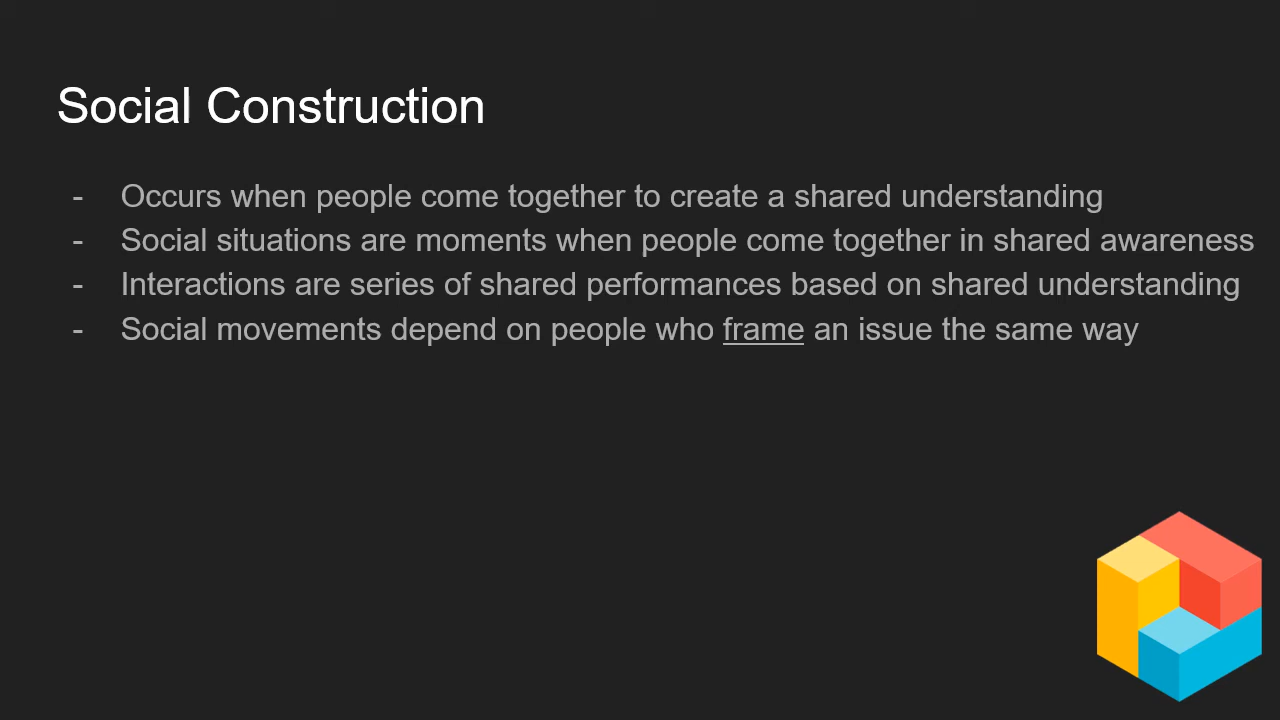 Social Construction
- Occurs when people come together to create a shared understanding
- Social situations are moments when people come together in shared awareness
- Interactions are series of shared performances based on shared understanding
- Social movements depend on people who frame an issue the same way